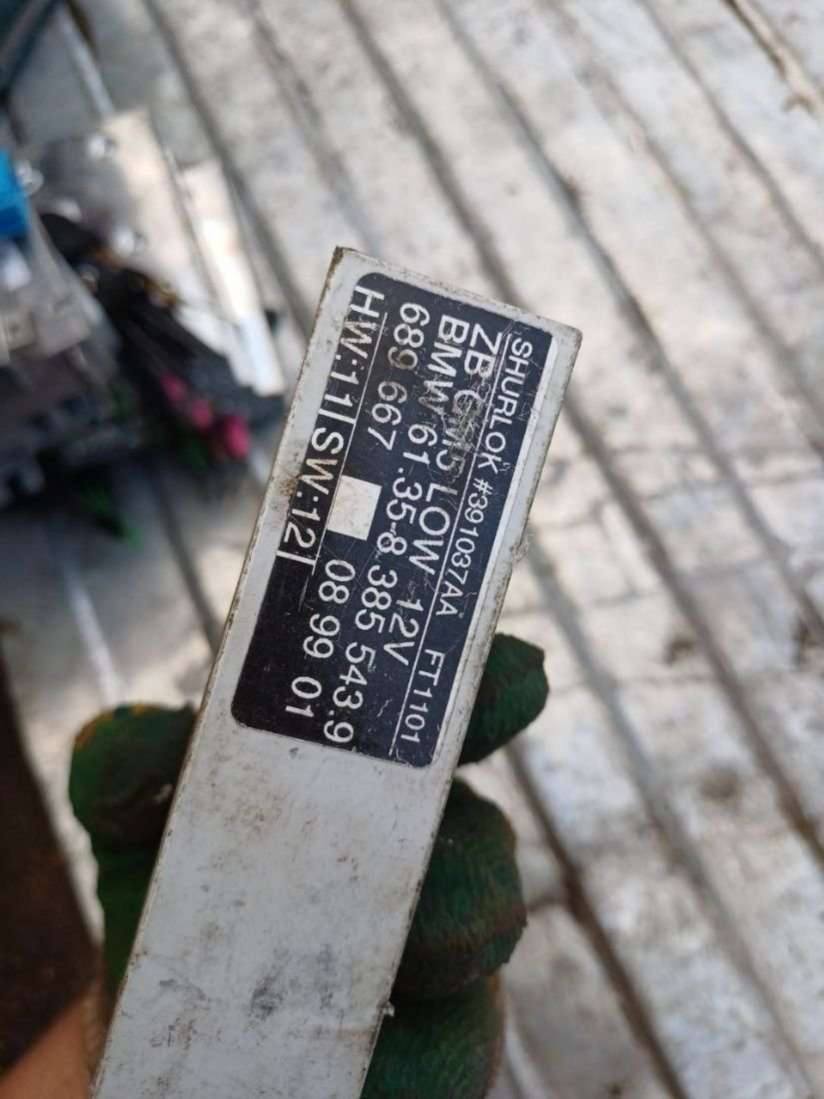 SHURLOK #391037AA FT1101
ZB GM5 LOW 12V
BMW 61.35-8 385 543.9
689 667 08 99 01
HW:11 SW:12